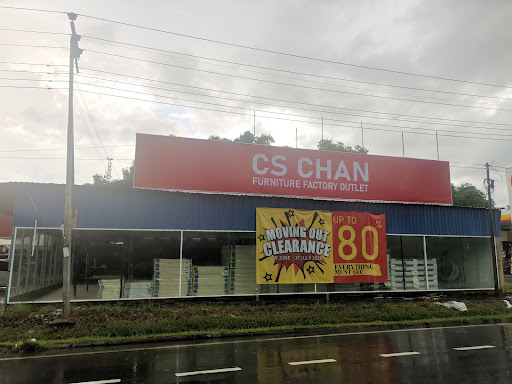 CS CHAN
FURNITURE FACTORY OUTLET
MOVING OUT
CLEARANCE
UP TO
80%
EVERYTHING
MUST GO!